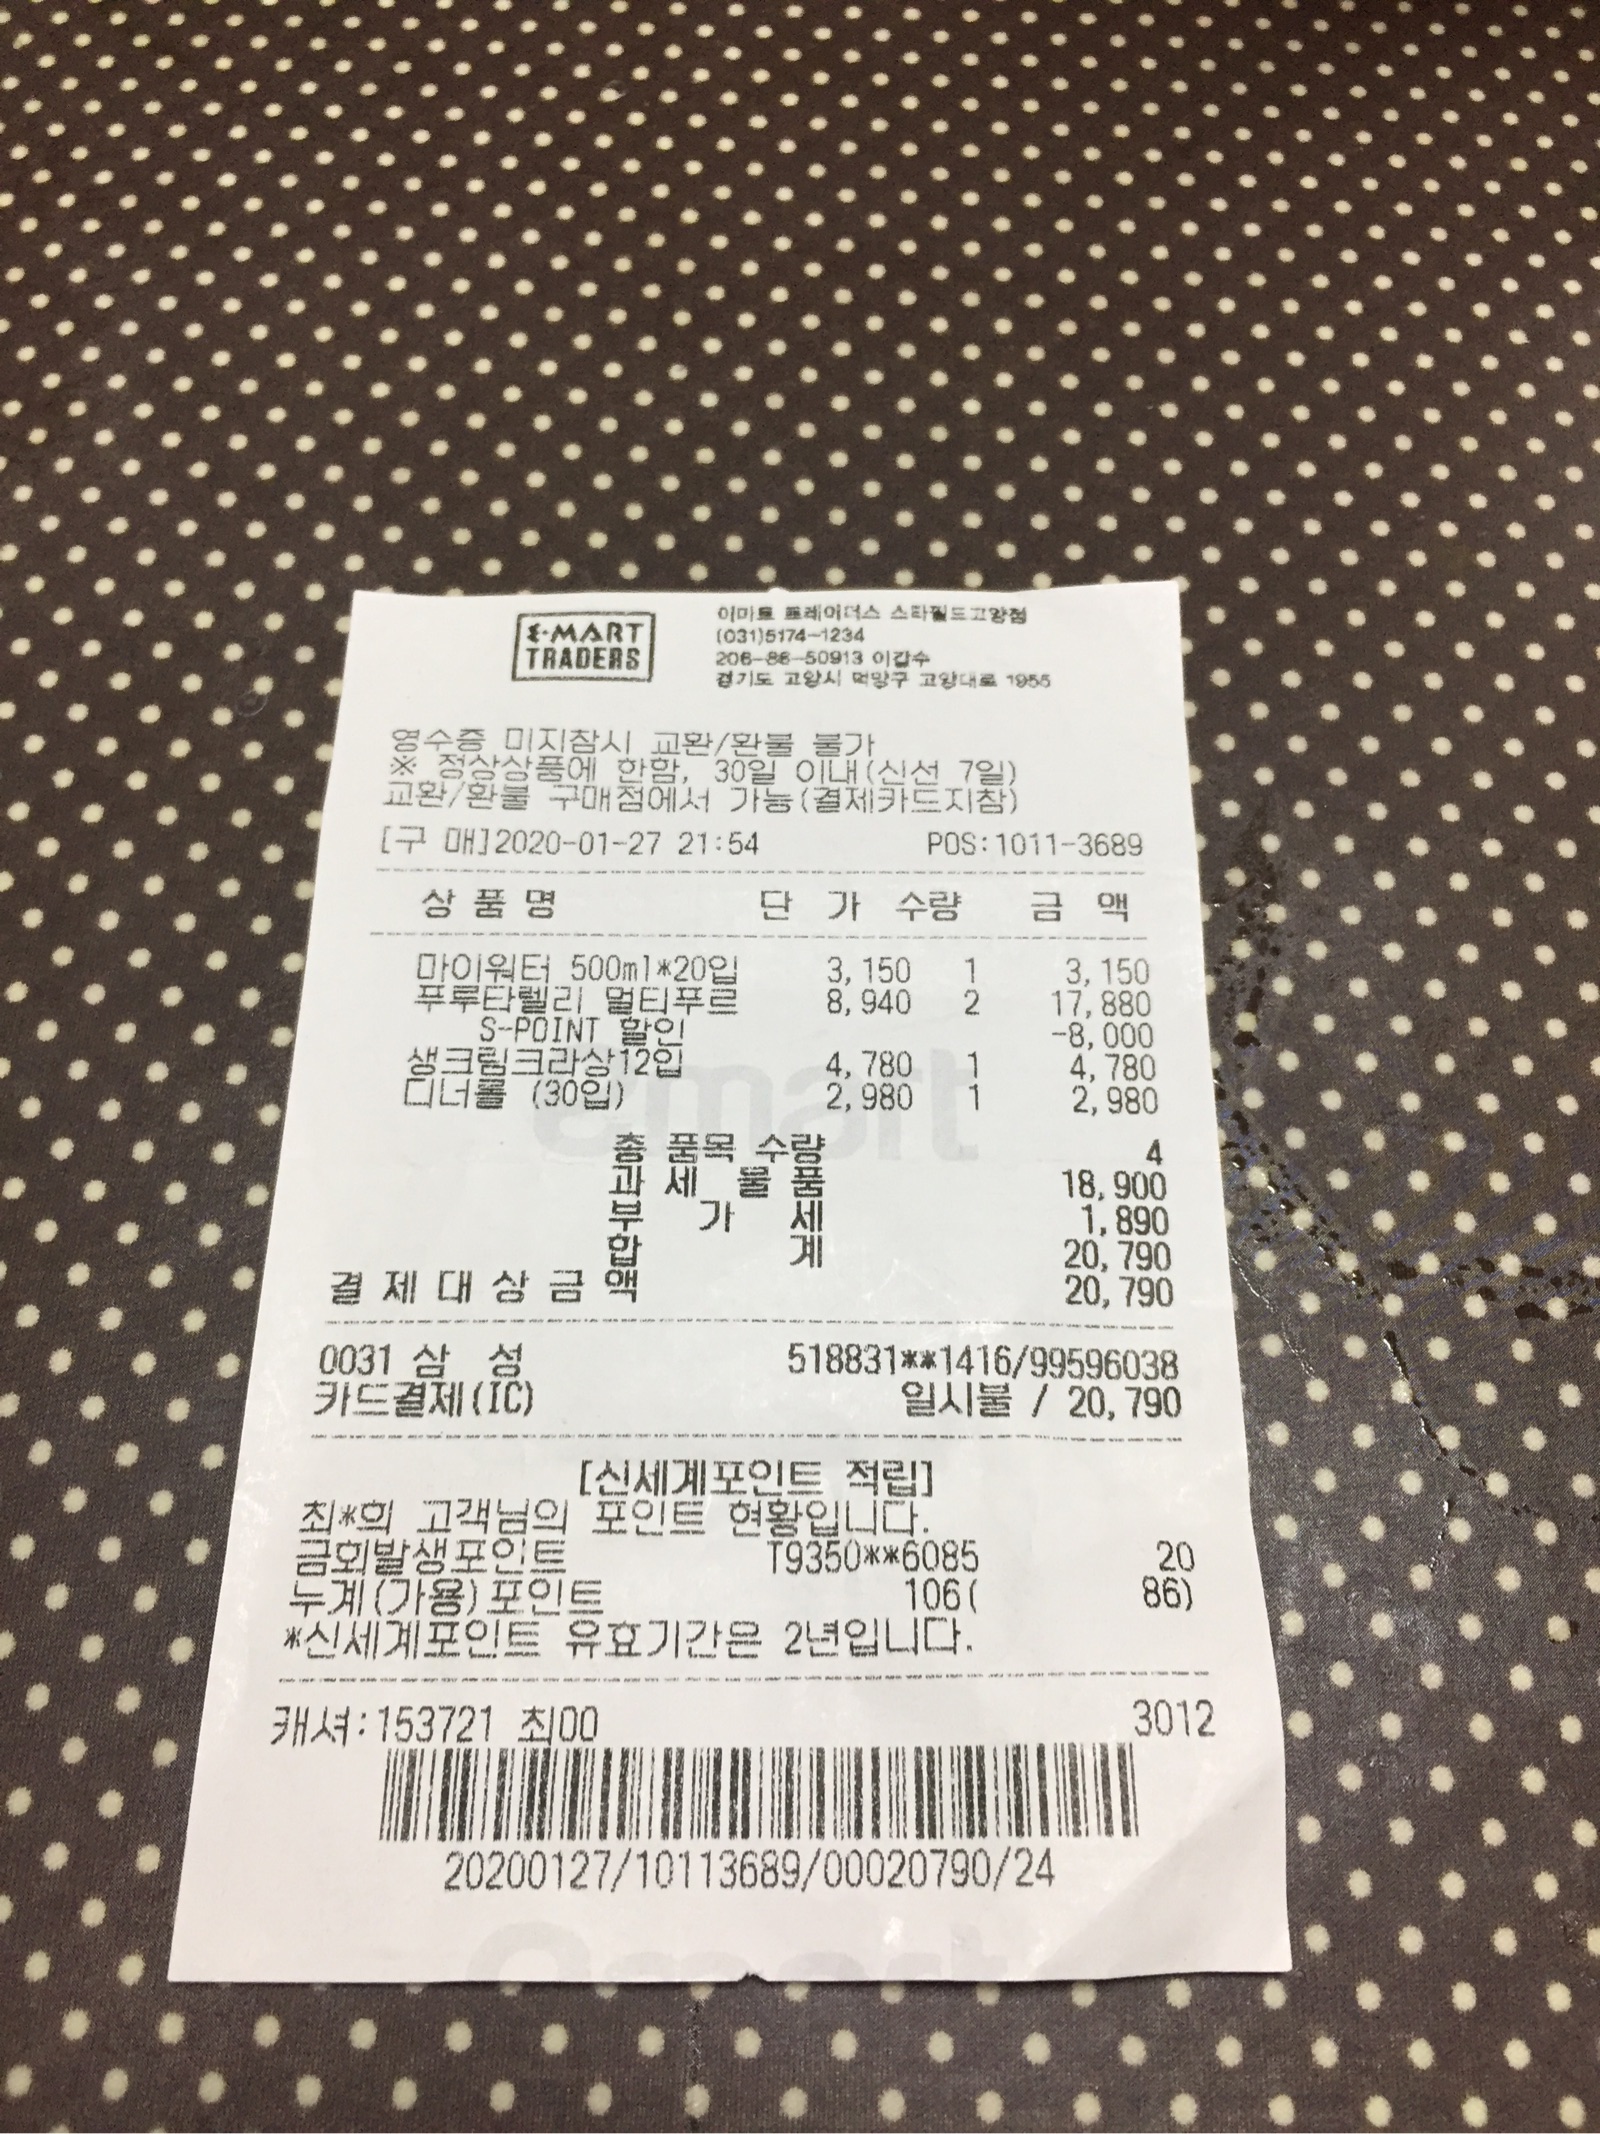 E·MART
TRADERS
이마트 트레이더스 스타필드고양점
(031)5174-1234
206-86-50913 이갑수
경기도 고양시 덕양구 고양대로 1955
영수증 미지참시 교환/환불 불가
※ 정상상품에 한함, 30일 이내(신선 7일)
교환/환불 구매점에서 가능(결제카드지참)
[구 매]2020-01-27 21:54 POS:1011-3689
상 품 명 단 가 수량 금 액
마이워터 500ml*20입 3,150 1 3,150
푸루타렐리 멀티푸르 8,940 2 17,880
S-POINT 할인 -8,000
생크림크라상12입 4,780 1 4,780
디너롤 (30입) 2,980 1 2,980
총 품목 수량 4
과 세 물 품 18,900
부 가 세 1,890
합 계 20,790
결 제 대 상 금 액 20,790
0031 삼 성 518831**1416/99596038
카드결제(IC) 일시불 / 20,790
[신세계포인트 적립]
최*희 고객님의 포인트 현황입니다.
금회발생포인트 T9350**6085 20
누계(가용)포인트 106( 86)
*신세계포인트 유효기간은 2년입니다.
캐셔:153721 최00 3012
20200127/10113689/00020790/24
emart
emart